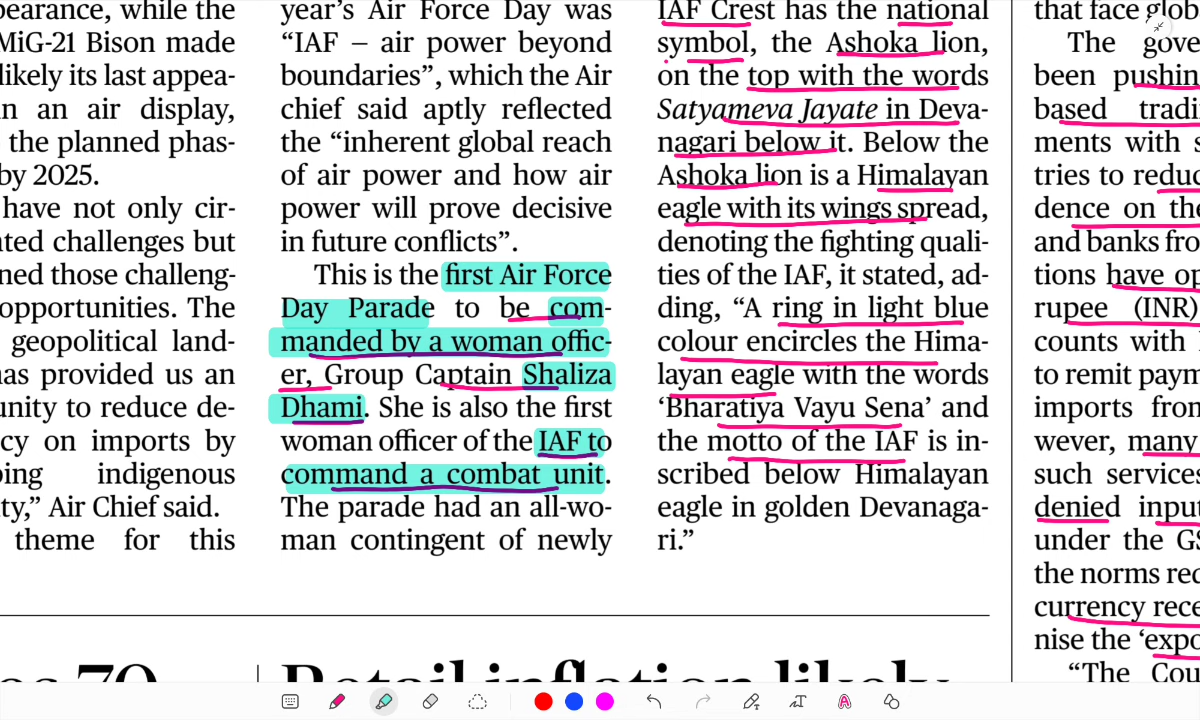 pearance, while the
MiG-21 Bison made
likely its last appea-
in an air display,
the planned phas-
by 2025.
have not only cir-
challenges but
those challeng-
opportunities. The
geopolitical land-
has provided us an
to reduce de-
on imports by
indigenous
Air Chief said.
theme for this
year’s Air Force Day was
“IAF – air power beyond
boundaries”, which the Air
chief said aptly reflected
the “inherent global reach
of air power and how air
power will prove decisive
in future conflicts”.
This is the first Air Force
Day Parade to be com-
manded by a woman offic-
er, Group Captain Shaliza
Dhami. She is also the first
woman officer of the IAF to
command a combat unit.
The parade had an all-wo-
man contingent of newly
IAF Crest has the national
symbol, the Ashoka lion,
on the top with the words
Satyameva Jayate in Deva-
nagari below it. Below the
Ashoka lion is a Himalayan
eagle with its wings spread,
denoting the fighting quali-
ties of the IAF, it stated, ad-
ding, “A ring in light blue
colour encircles the Hima-
layan eagle with the words
‘Bharatiya Vayu Sena’ and
the motto of the IAF is in-
scribed below Himalayan
eagle in golden Devanaga-
ri.”
that face glob
The gove
been pushin
based tradi
ments with s
tries to reduc
dence on the
and banks fro
tions have op
rupee (INR)
counts with
to remit paym
imports from
wever, many
such services
denied input
under the GS
the norms rec
currency rece
nise the ‘expo
“The Cou
70
Retail inflation likely